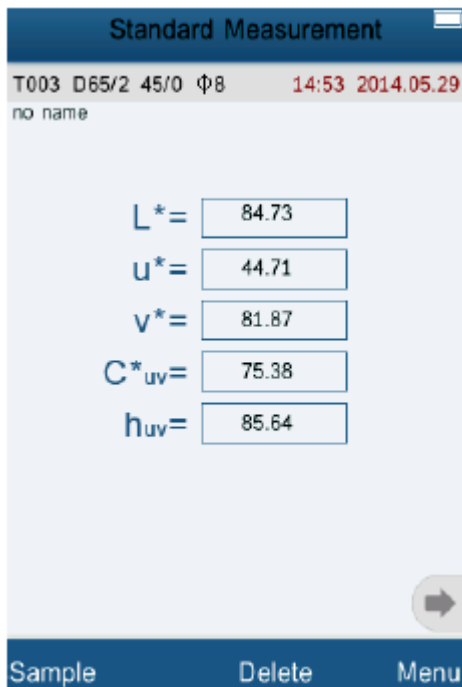 Standard Measurement
T003 D65/2 45/0 Φ8 14:53 2014.05.29
no name
L*= 84.73
u*= 44.71
v*= 81.87
C*uv= 75.38
huv= 85.64
Sample Delete Menu